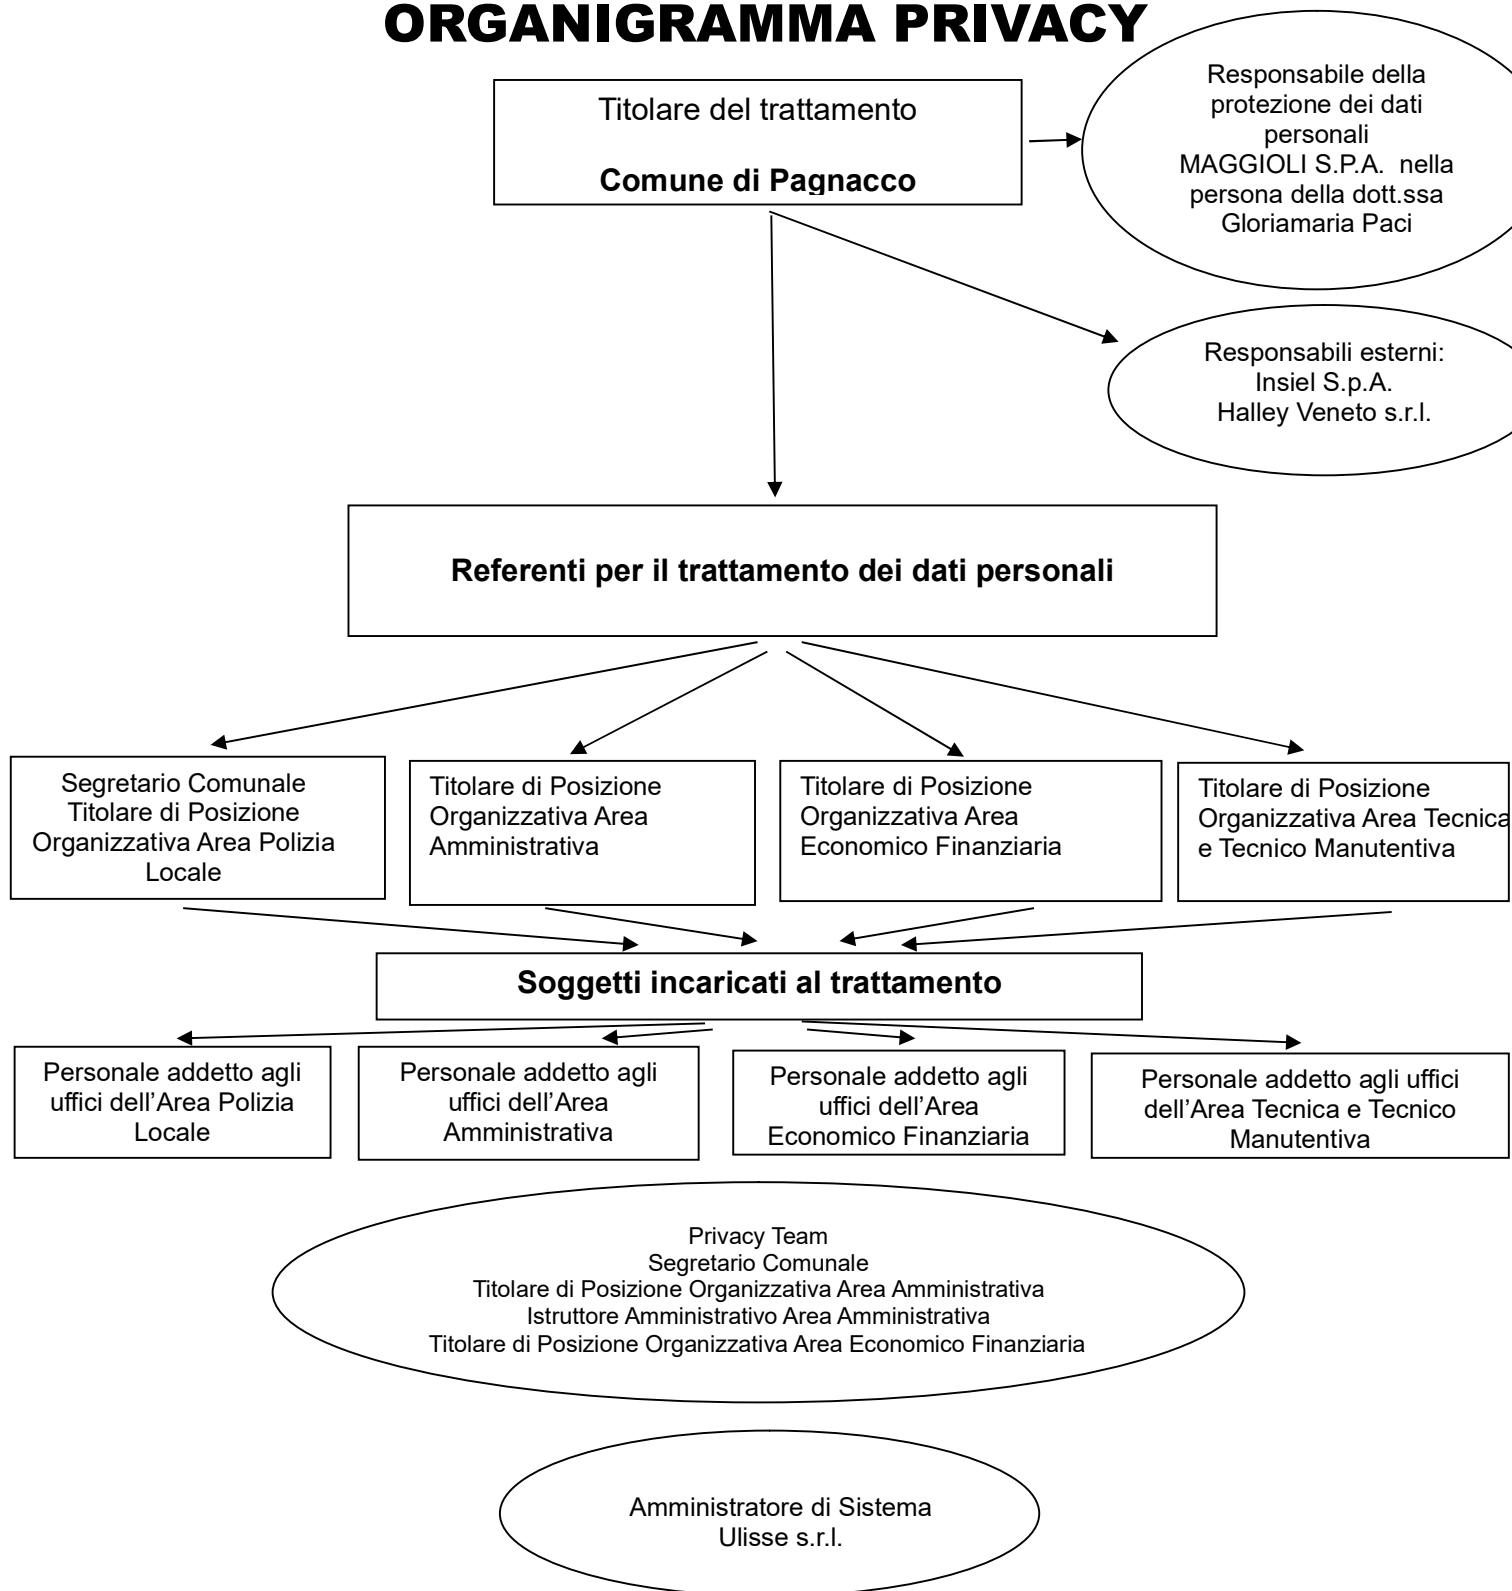 ORGANIGRAMMA PRIVACY
Titolare del trattamento
Comune di Pagnacco
Responsabile della
protezione dei dati
personali
MAGGIOLI S.P.A. nella
persona della dott.ssa
Gloriamaria Paci
Responsabili esterni:
Insiel S.p.A.
Halley Veneto s.r.l.
Referenti per il trattamento dei dati personali
Segretario Comunale
Titolare di Posizione
Organizzativa Area Polizia
Locale
Titolare di Posizione
Organizzativa Area
Amministrativa
Titolare di Posizione
Organizzativa Area
Economico Finanziaria
Titolare di Posizione
Organizzativa Area Tecnica
e Tecnico Manutentiva
Soggetti incaricati al trattamento
Personale addetto agli
uffici dell’Area Polizia
Locale
Personale addetto agli
uffici dell’Area
Amministrativa
Personale addetto agli
uffici dell’Area
Economico Finanziaria
Personale addetto agli uffici
dell’Area Tecnica e Tecnico
Manutentiva
Privacy Team
Segretario Comunale
Titolare di Posizione Organizzativa Area Amministrativa
Istruttore Amministrativo Area Amministrativa
Titolare di Posizione Organizzativa Area Economico Finanziaria
Amministratore di Sistema
Ulisse s.r.l.